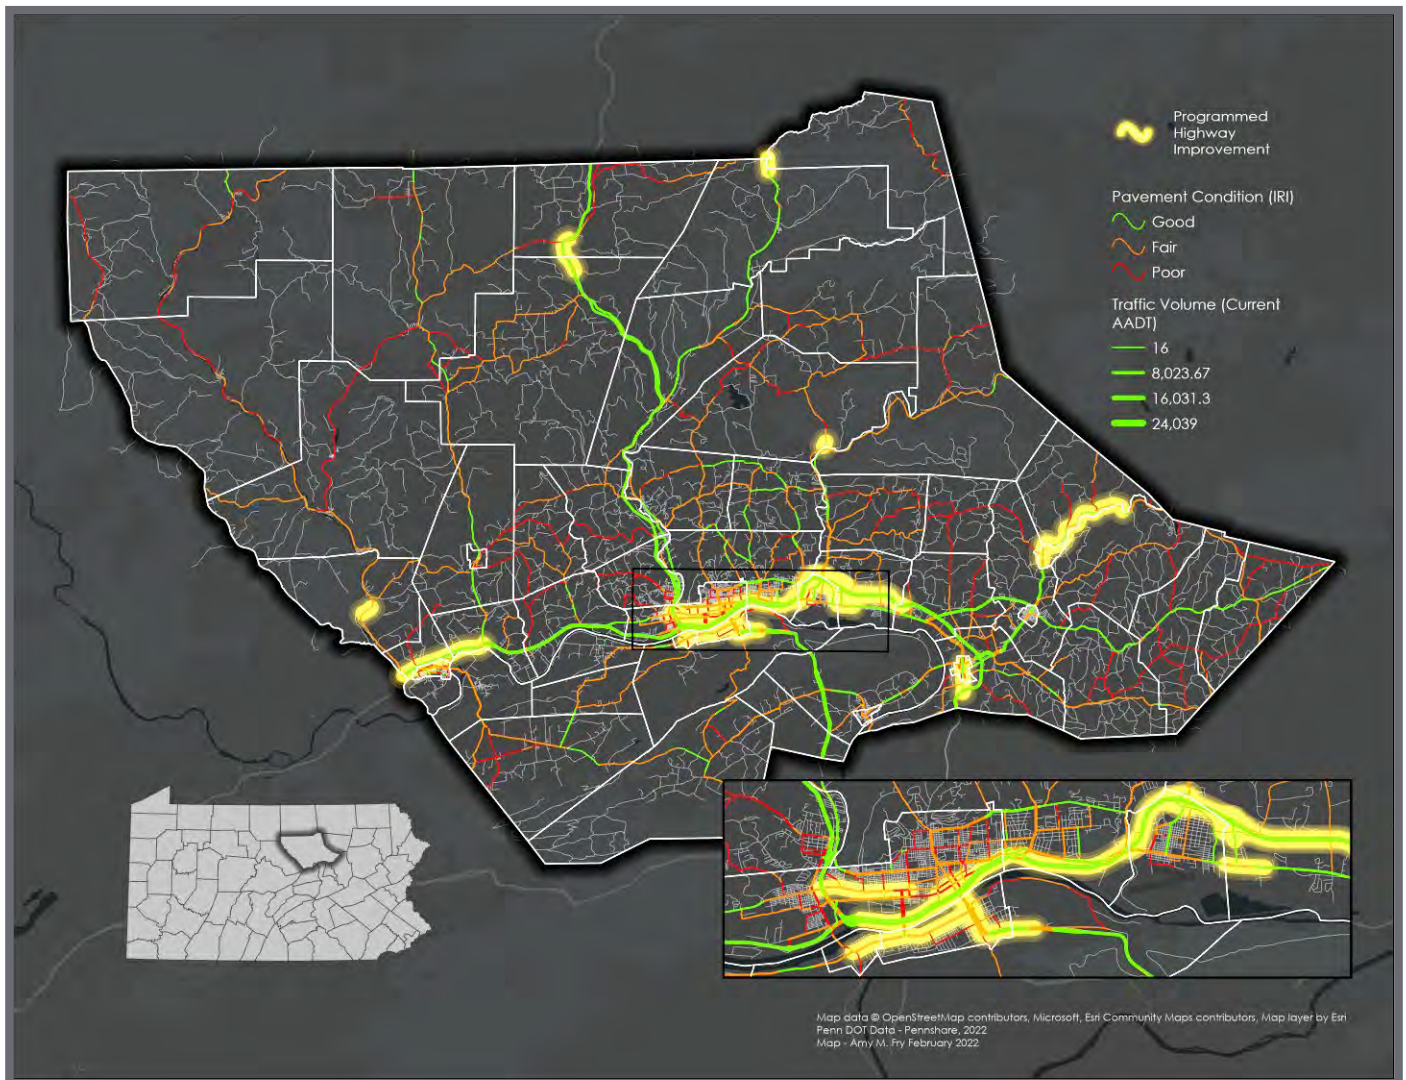 Programmed
Highway
Improvement
Pavement Condition (IRI)
Good
Fair
Poor
Traffic Volume (Current
AADT)
16
8,023.67
16,031.3
24,039
Map data © OpenStreetMap contributors, Microsoft, Esri Community Maps contributors, Map layer by Esri
Penn DOT Data - Pennshare, 2022
Map - Amy M. Fry February 2022